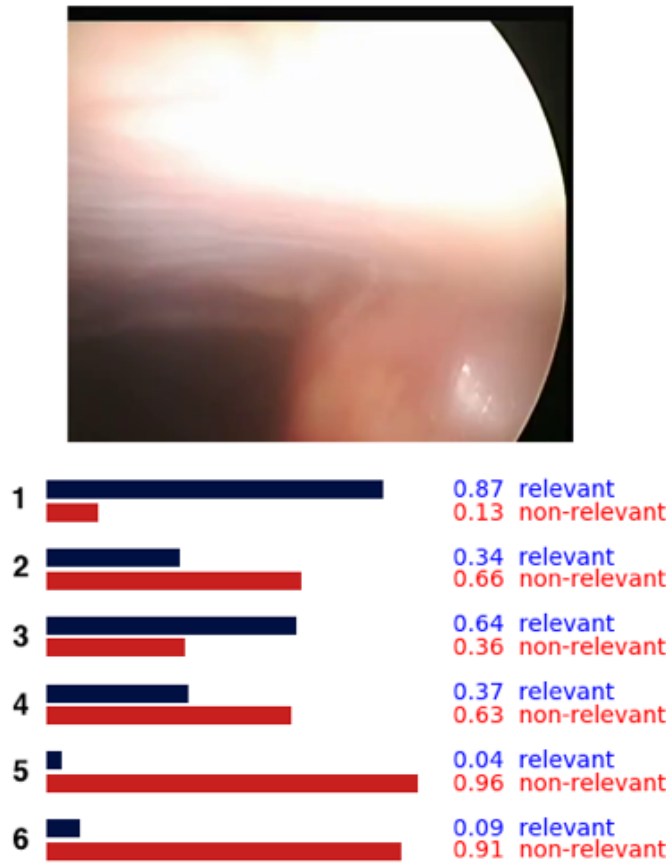 1
0.87 relevant
0.13 non-relevant
2
0.34 relevant
0.66 non-relevant
3
0.64 relevant
0.36 non-relevant
4
0.37 relevant
0.63 non-relevant
5
0.04 relevant
0.96 non-relevant
6
0.09 relevant
0.91 non-relevant